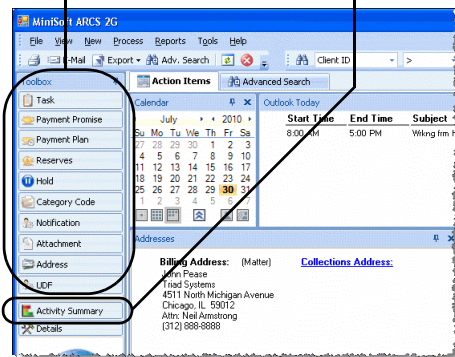 MiniSoft ARCS 2G
File View New Process Reports Tools Help
E-Mail Export Adv. Search Client ID >
Toolbox
Action Items Advanced Search
Task
Payment Promise
Payment Plan
Reserves
Hold
Category Code
Notification
Attachment
Address
UDF
Activity Summary
Details
Calendar
July 2010
Su Mo Tu We Th Fr Sa
27 28 29 30 1 2 3
4 5 6 7 8 9 10
11 12 13 14 15 16 17
18 19 20 21 22 23 24
25 26 27 28 29 30 31
1 2 3 4 5 6 7
Outlook Today
Start Time End Time Subject
8:00 AM 5:00 PM Wrkng frm
Addresses
Billing Address: (Matter) Collections Address:
John Pease
Triad Systems
4511 North Michigan Avenue
Chicago, IL 59012
Attn: Neil Armstrong
(312) 888-8888